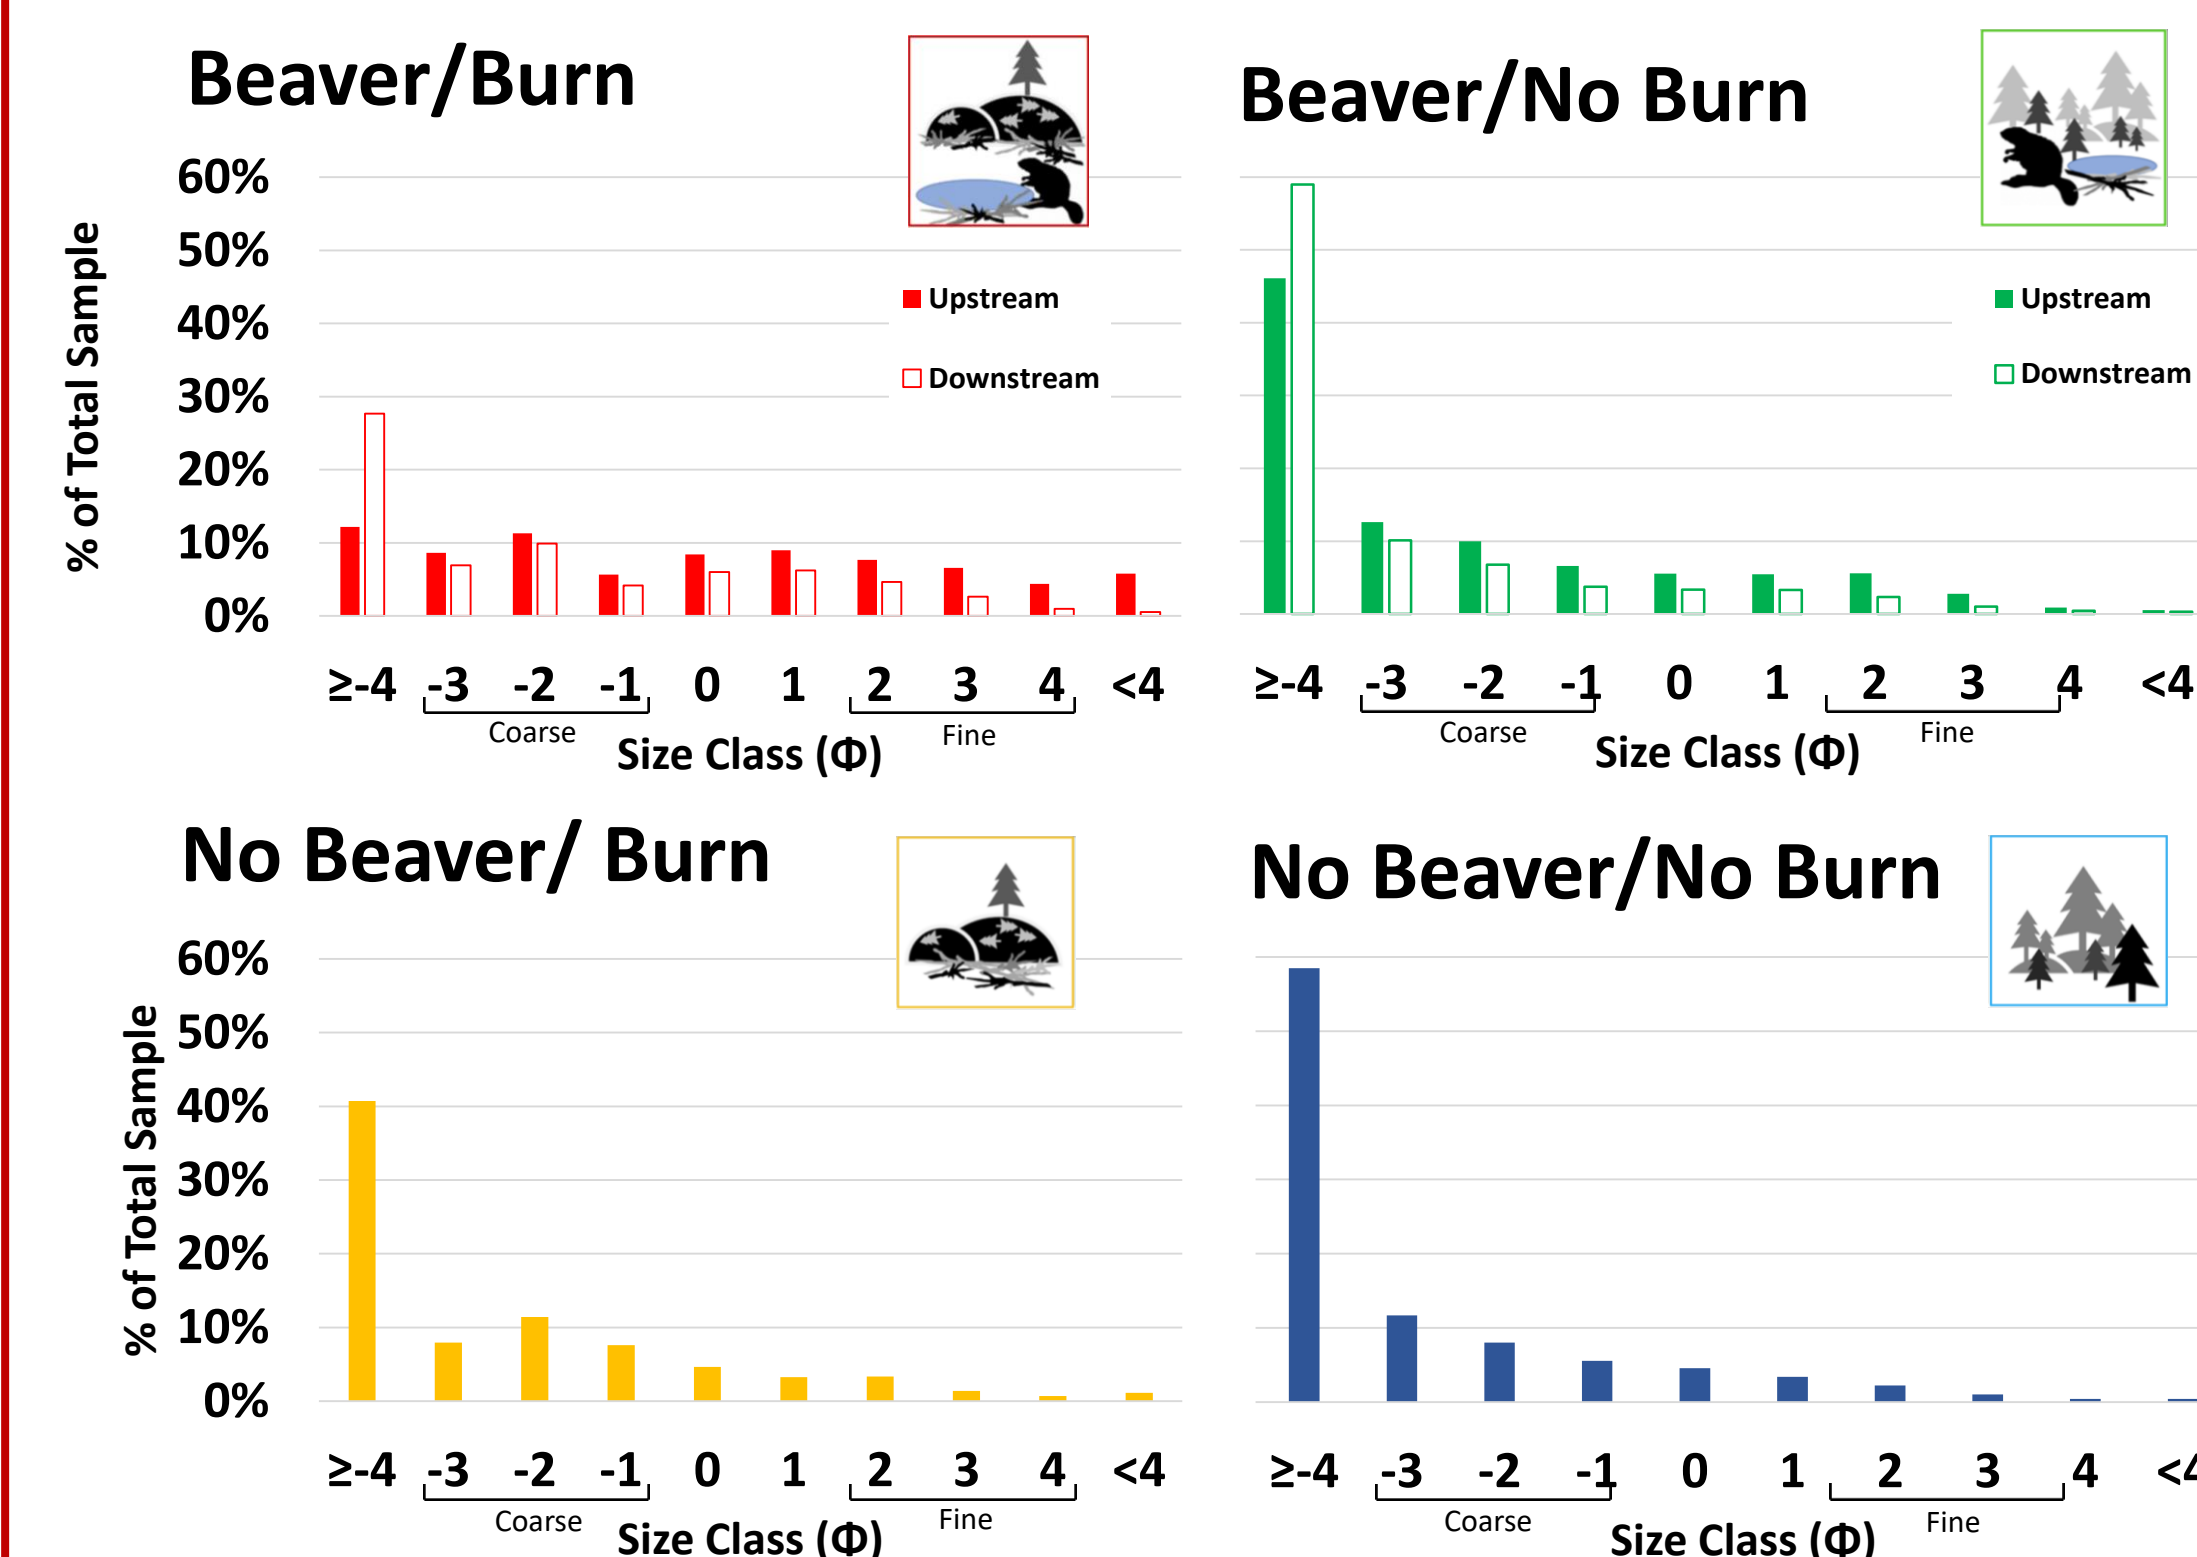 Beaver/Burn
60%
50%
40%
30%
20%
10%
0%
% of Total Sample
Upstream
Downstream
≥-4 -3 -2 -1 0 1 2 3 4 <4
Coarse
Fine
Size Class (Φ)
Beaver/No Burn
Upstream
Downstream
≥-4 -3 -2 -1 0 1 2 3 4 <4
Coarse
Fine
Size Class (Φ)
No Beaver/ Burn
60%
50%
40%
30%
20%
10%
0%
% of Total Sample
≥-4 -3 -2 -1 0 1 2 3 4 <4
Coarse
Fine
Size Class (Φ)
No Beaver/No Burn
≥-4 -3 -2 -1 0 1 2 3 4 <4
Coarse
Fine
Size Class (Φ)